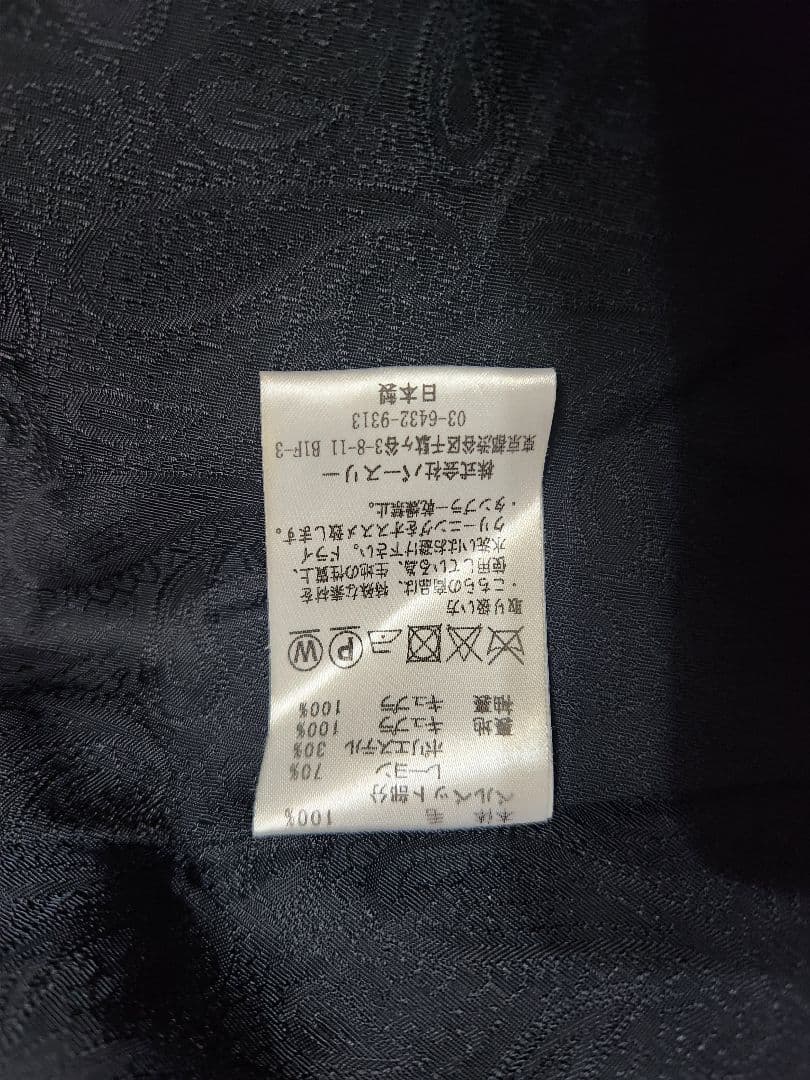 本体 毛 100%
ベルベット部分
レーヨン 70%
ポリエステル 30%
裏地 キュプラ 100%
袖裏 キュプラ 100%
W
P
取り扱い方
・こちらの商品は、特殊な素材を
使用している為、生地の性質上、
水洗いはお避け下さい。ドライ
クリーニングをオススメ致します。
・タンブラー乾燥禁止。
株式会社バースリー
東京都渋谷区千駄ヶ谷3-8-11 B1F-3
03-6432-9313
日本製